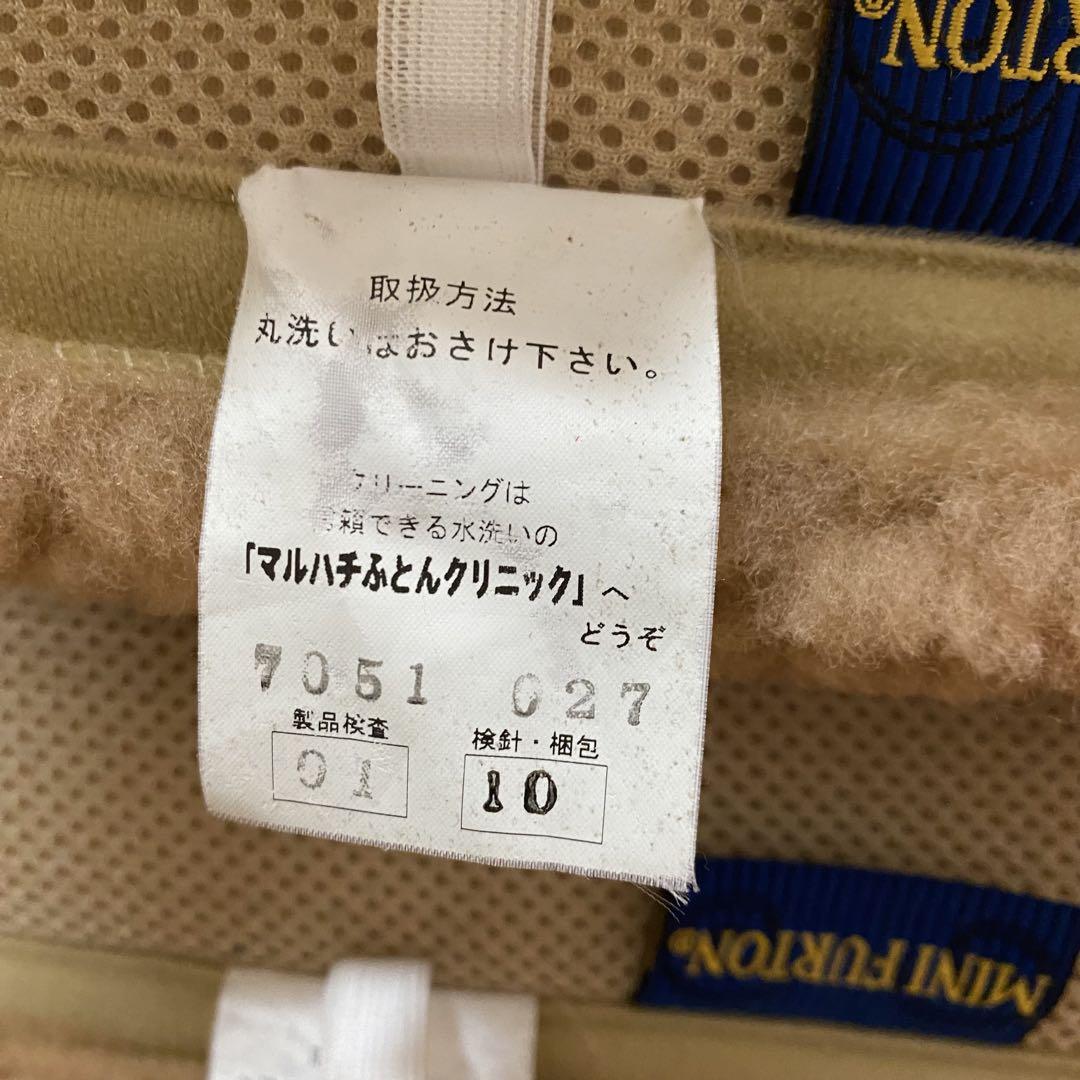 RTON
取扱方法
丸洗いはおさけ下さい。
クリーニングは
頼できる水洗いの
「マルハチふとんクリニック」へ
どうぞ
7051 027
製品検査 検針・梱包
01 10
MINI FURTON®